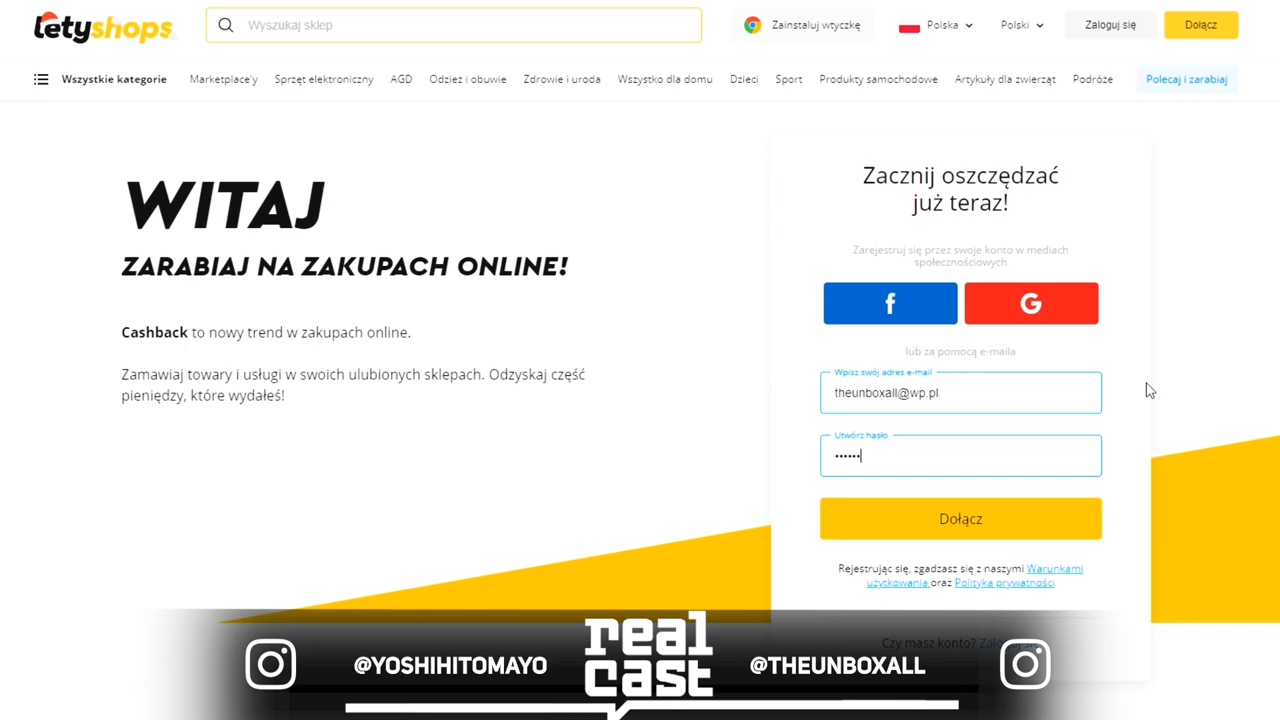 letyshops
Wyszukaj sklep
Zainstaluj wtyczkę
Polska
Polski
Zaloguj się
Dołącz
Wszystkie kategorie
Marketplace'y
Sprzęt elektroniczny
AGD
Odzież i obuwie
Zdrowie i uroda
Wszystko dla domu
Dzieci
Sport
Produkty samochodowe
Artykuły dla zwierząt
Podróże
Polecaj i zarabiaj
WITAJ
ZARABIAJ NA ZAKUPACH ONLINE!
Cashback to nowy trend w zakupach online.
Zamawiaj towary i usługi w swoich ulubionych sklepach. Odzyskaj część
pieniędzy, które wydałeś!
Zacznij oszczędzać
już teraz!
Zarejestruj się przez swoje konto w mediach
społecznościowych
f
G
lub za pomocą e-maila
Wpisz swój adres e-mail
theunboxall@wp.pl
Utwórz hasło
••••••
Dołącz
Rejestrując się, zgadzasz się z naszymi Warunkami
użytkowania oraz Polityka prywatności
Czy masz konto?
@YOSHIHITOMAYO
real
cast
@THEUNBOXALL